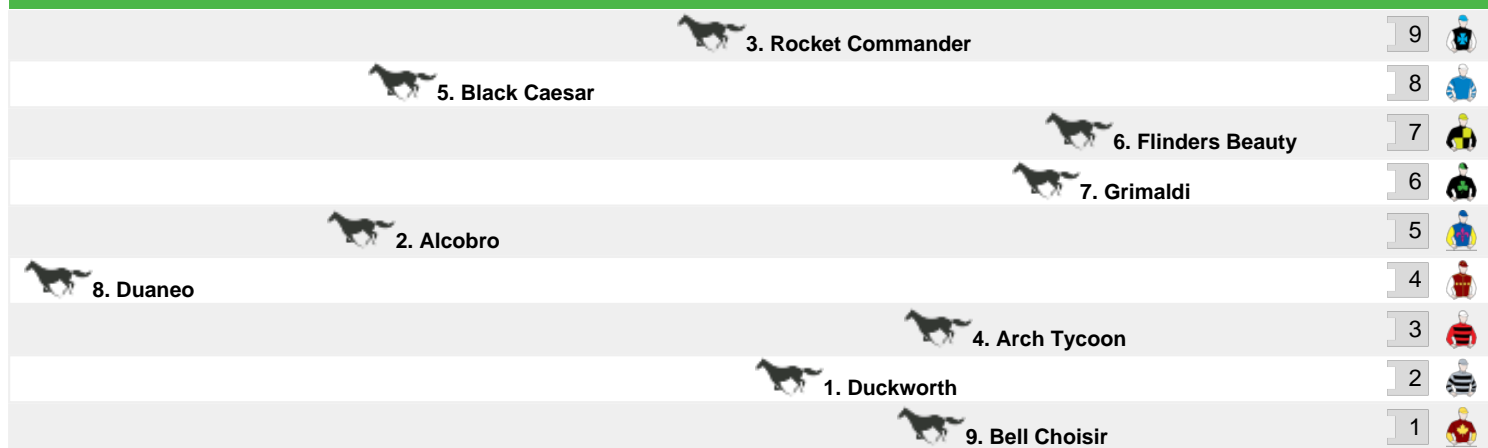 3. Rocket Commander 9
5. Black Caesar 8
6. Flinders Beauty 7
7. Grimaldi 6
2. Alcobro 5
8. Duaneo 4
4. Arch Tycoon 3
1. Duckworth 2
9. Bell Choisir 1